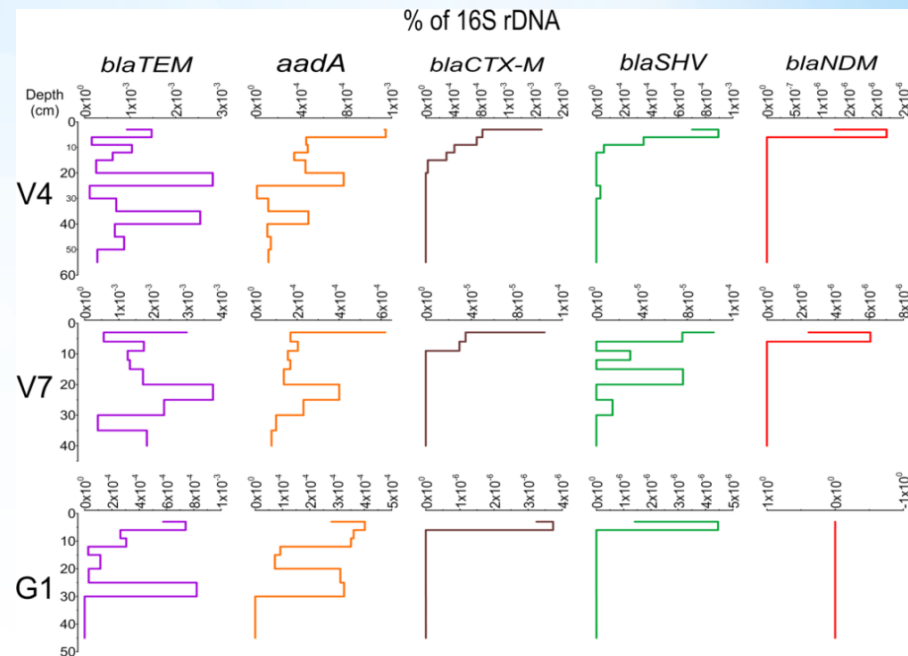 % of 16S rDNA
blaTEM aadA blaCTX-M blaSHV blaNDM
Depth
(cm)
0x10⁰ 1x10⁻³ 2x10⁻³ 3x10⁻³ 0x10⁰ 4x10⁻⁴ 8x10⁻⁴ 1x10⁻³ 0x10⁰ 4x10⁻⁴ 8x10⁻⁴ 1x10⁻³ 2x10⁻³ 2x10⁻³ 0x10⁰ 2x10⁻⁴ 4x10⁻⁴ 6x10⁻⁴ 8x10⁻⁴ 1x10⁻³ 0x10⁰ 5x10⁻⁷ 1x10⁻⁶ 2x10⁻⁶ 2x10⁻⁶
0
10
V4
20
30
40
50
60
0x10⁰ 1x10⁻³ 2x10⁻³ 3x10⁻³ 4x10⁻³ 0x10⁰ 2x10⁻⁴ 4x10⁻⁴ 6x10⁻⁴ 0x10⁰ 4x10⁻⁵ 8x10⁻⁵ 1x10⁻⁴ 0x10⁰ 4x10⁻⁵ 8x10⁻⁵ 1x10⁻⁴ 0x10⁰ 2x10⁻⁶ 4x10⁻⁶ 6x10⁻⁶ 8x10⁻⁶
0
10
V7
20
30
40
0x10⁰ 2x10⁻⁴ 4x10⁻⁴ 6x10⁻⁴ 8x10⁻⁴ 1x10⁻³ 0x10⁰ 1x10⁻⁴ 2x10⁻⁴ 3x10⁻⁴ 4x10⁻⁴ 5x10⁻⁴ 0x10⁰ 1x10⁻⁶ 2x10⁻⁶ 3x10⁻⁶ 4x10⁻⁶ 0x10⁰ 1x10⁻⁶ 2x10⁻⁶ 3x10⁻⁶ 4x10⁻⁶ 5x10⁻⁶ 1x10⁰ 0x10⁰ -1x10⁰
0
10
20
G1
30
40
50